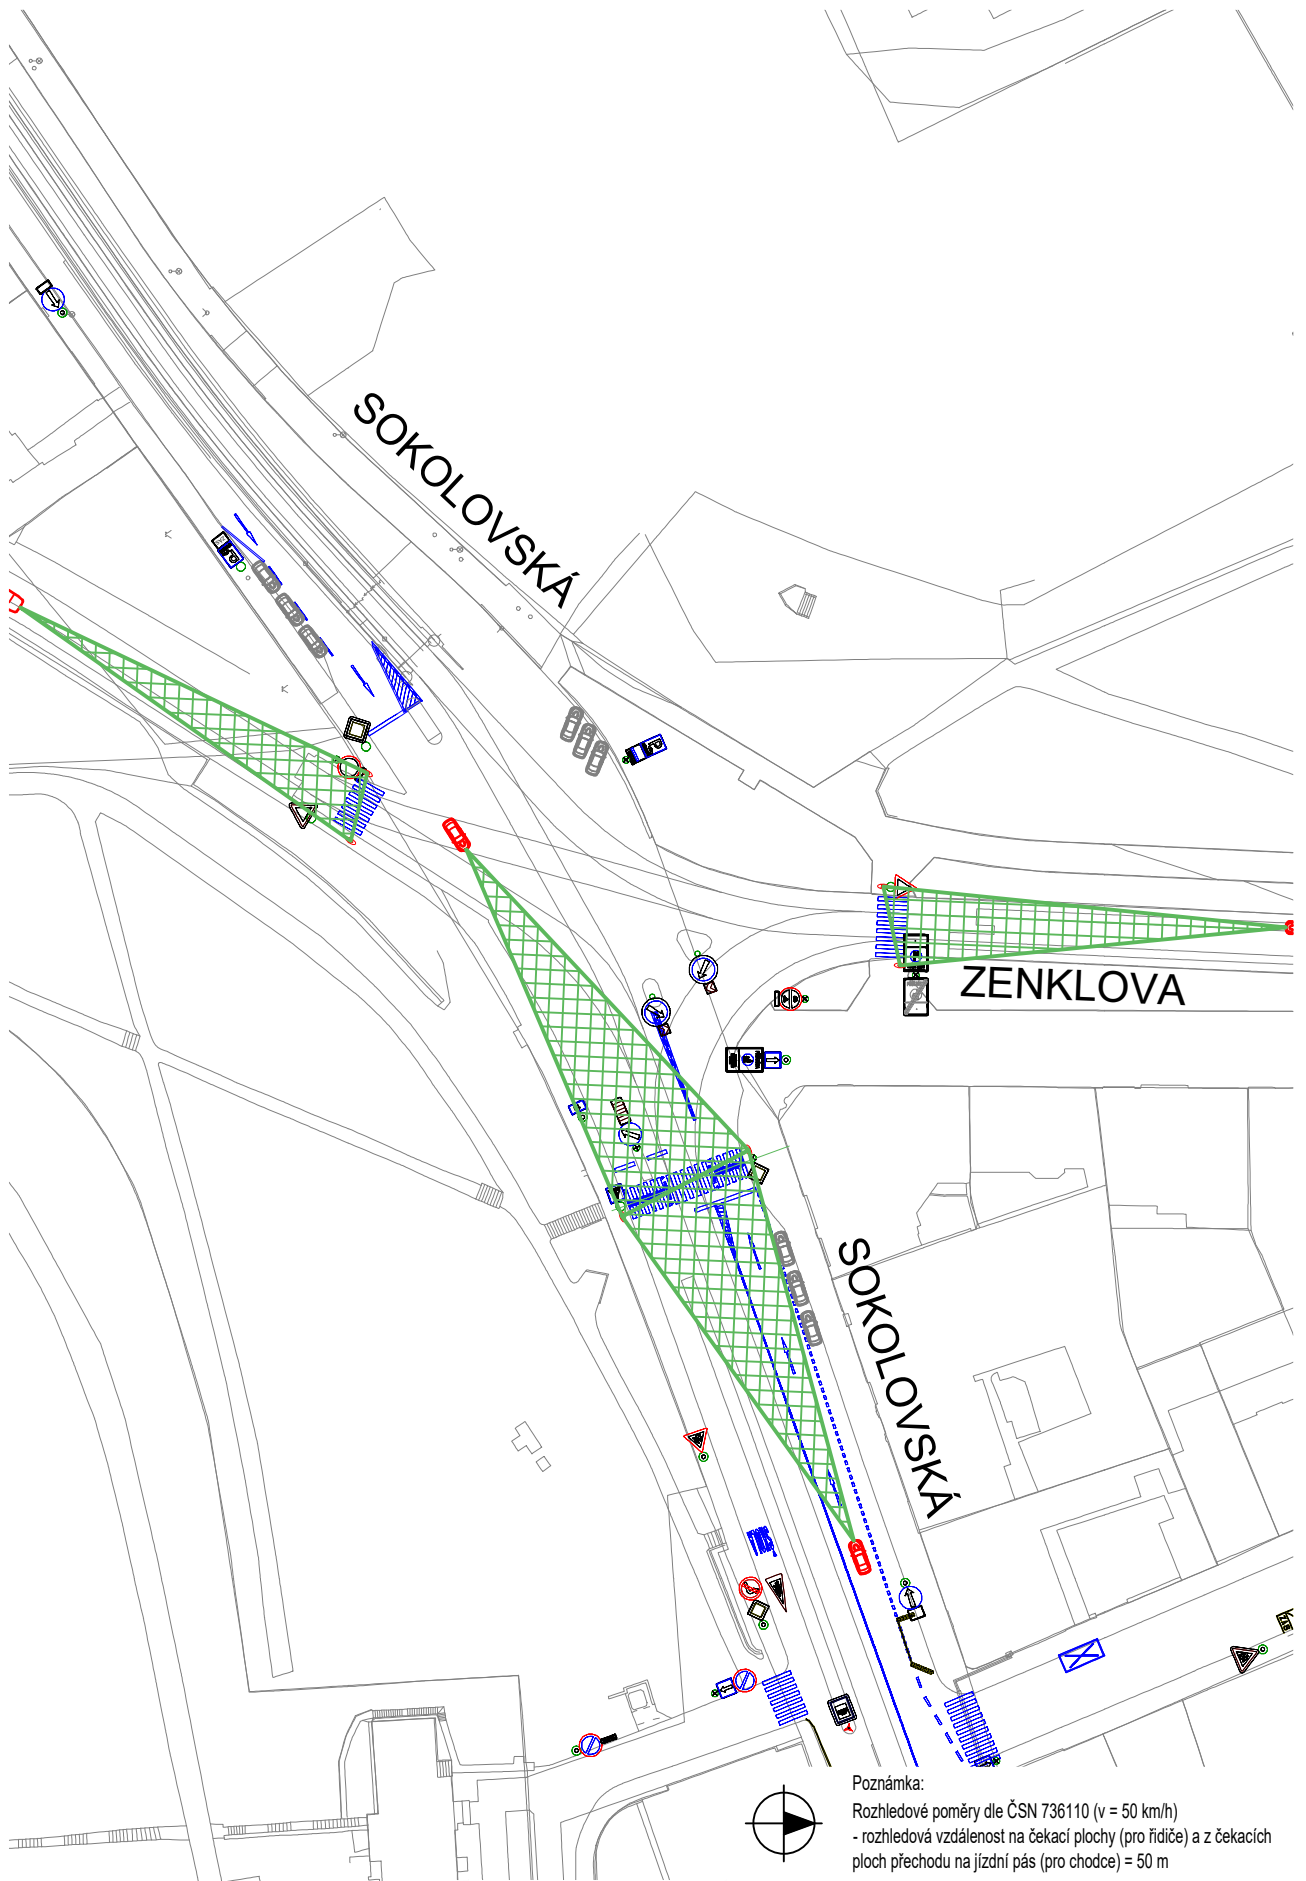 SOKOLOVSKÁ
ZENKLOVA
SOKOLOVSKÁ
Poznámka:
Rozhledové poměry dle ČSN 736110 (v = 50 km/h)
- rozhledová vzdálenost na čekací plochy (pro řidiče) a z čekacích
ploch přechodu na jízdní pás (pro chodce) = 50 m